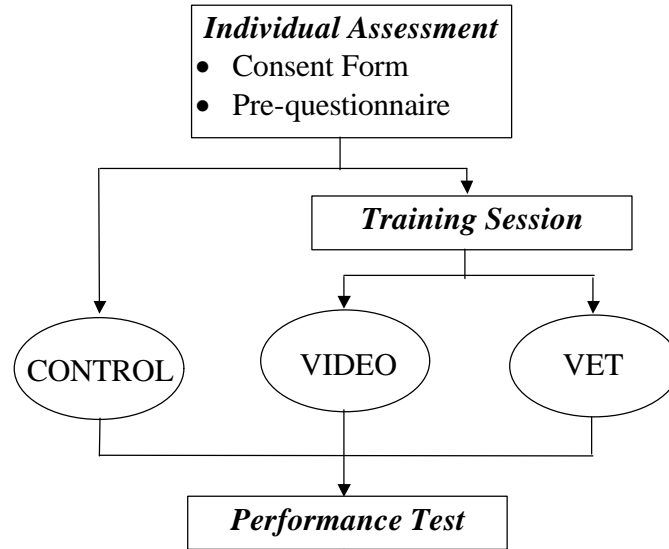 Individual Assessment
• Consent Form
• Pre-questionnaire
Training Session
CONTROL
VIDEO
VET
Performance Test